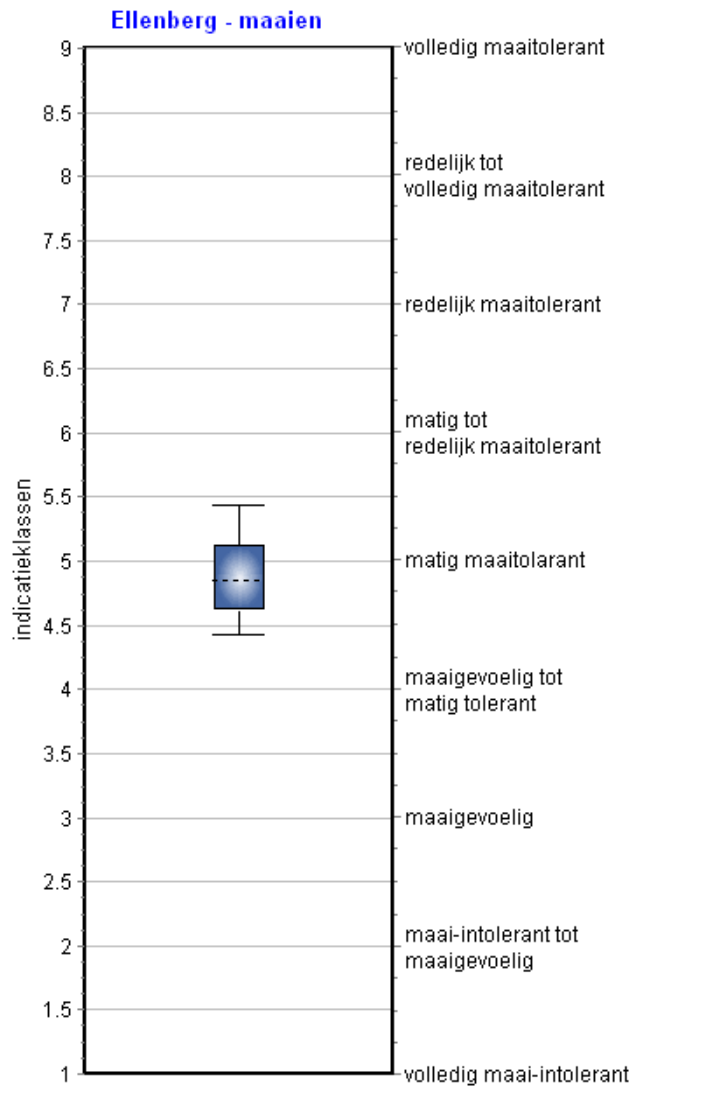 Ellenberg - maaien
9
volledig maaitolerant
8.5
redelijk tot
8
volledig maaitolerant
7.5
7
redelijk maaitolerant
6.5
matig tot
6
redelijk maaitolerant
5.5
indicatieklassen
5
matig maaitolarant
4.5
maaigevoelig tot
4
matig tolerant
3.5
3
maaigevoelig
2.5
maai-intolerant tot
2
maaigevoelig
1.5
1
volledig maai-intolerant